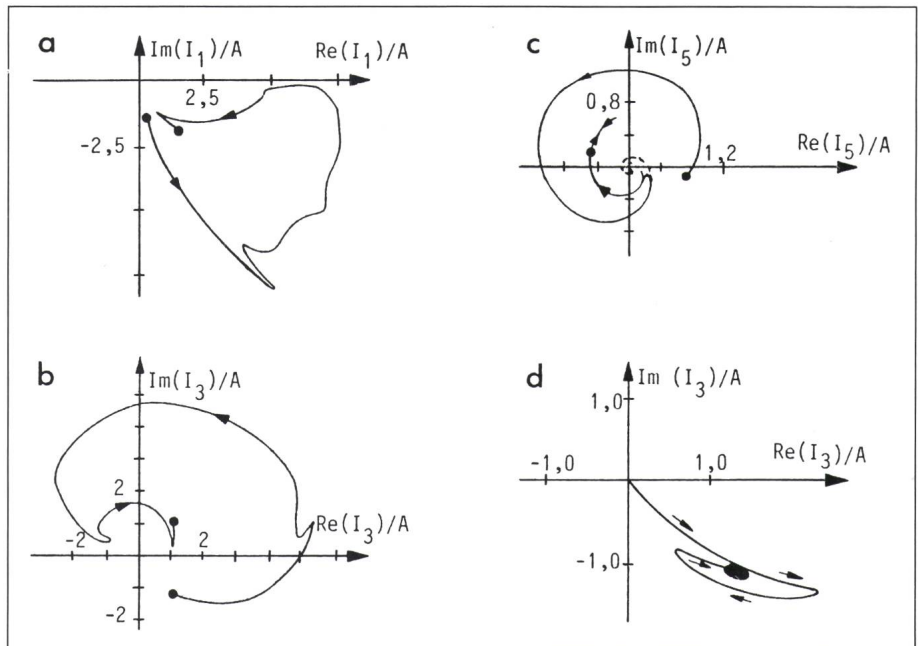 a
Im(I₁)/A
Re(I₁)/A
2,5
-2,5
c
Im(I₅)/A
0,8
Re(I₅)/A
1,2
b
Im(I₃)/A
2
Re(I₃)/A
-2
2
-2
d
Im (I₃)/A
1,0
Re(I₃)/A
-1,0
1,0
-1,0